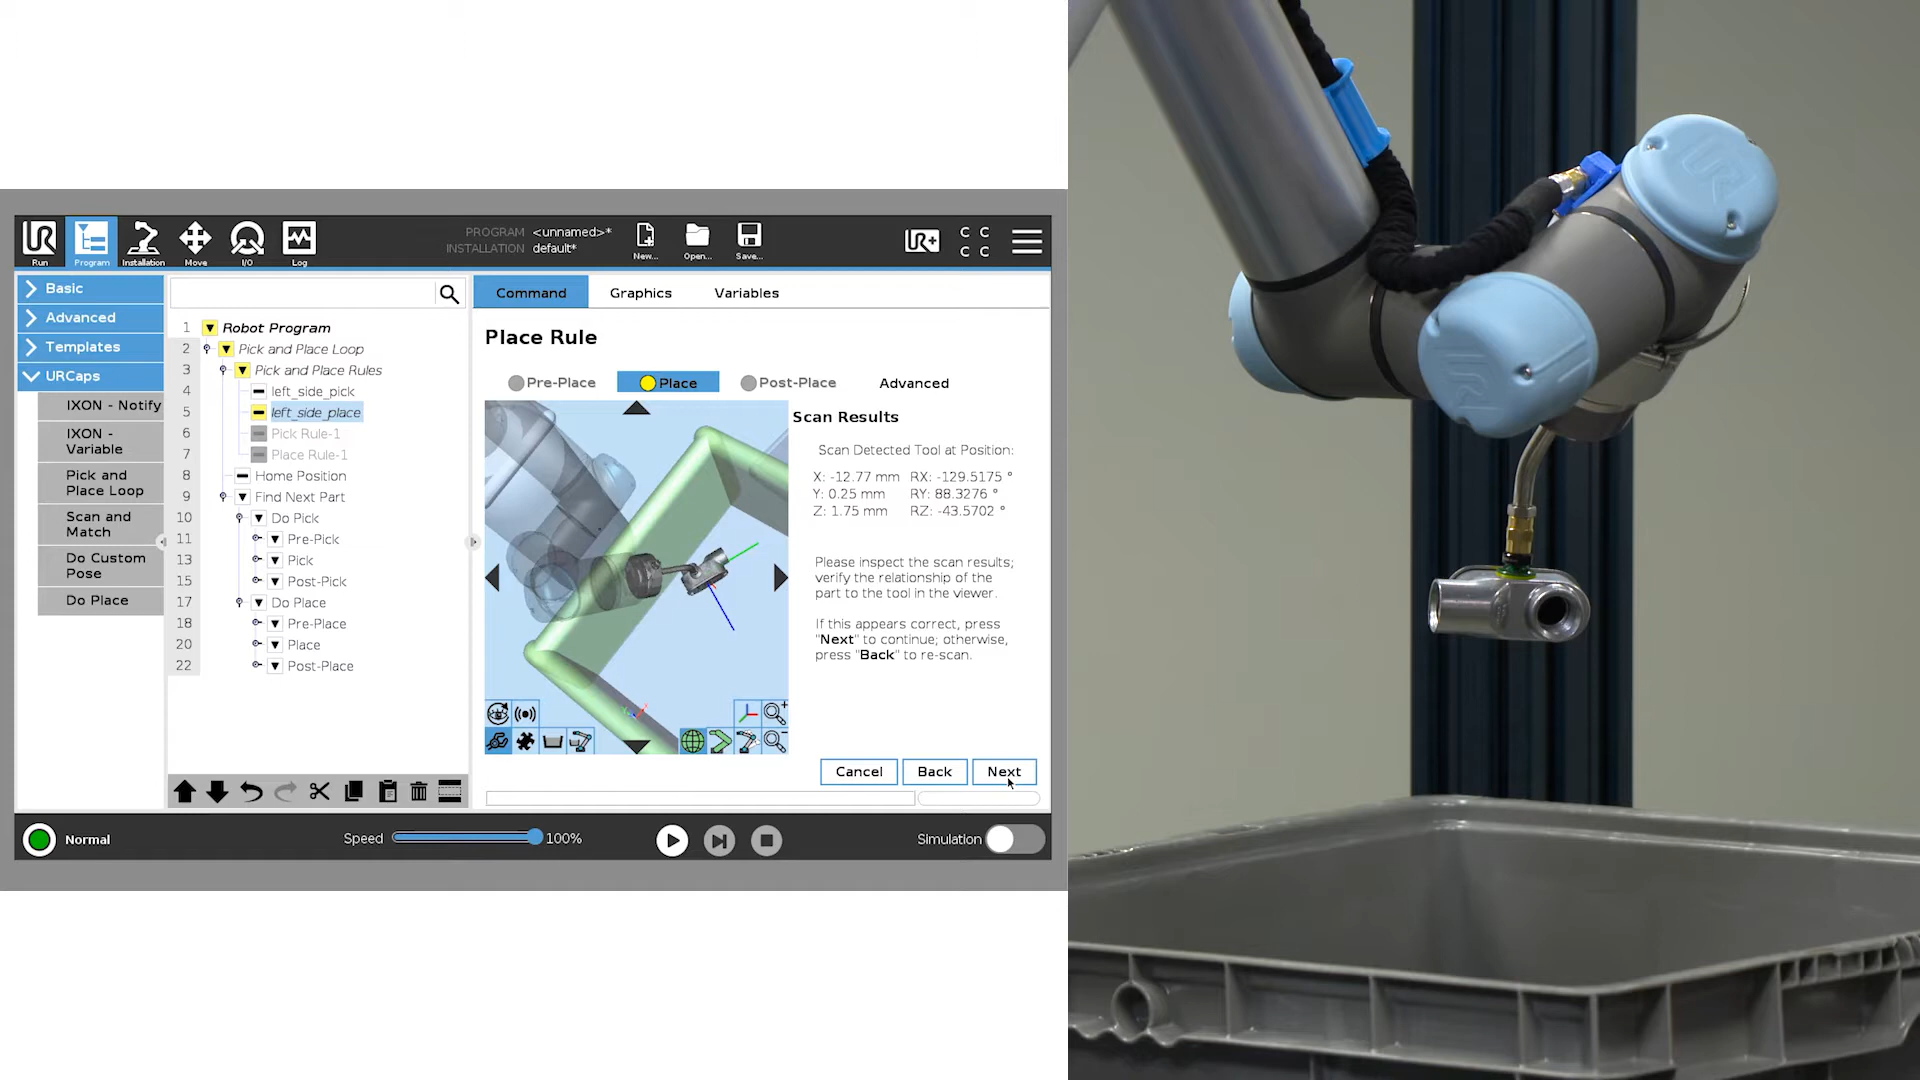 UR
Run
Program
Installation
Move
I/O
Log
PROGRAM <unnamed>*
INSTALLATION default*
New...
Open...
Save...
UR+
C C
C C
Basic
Advanced
Templates
URCaps
IXON - Notify
IXON -
Variable
Pick and
Place Loop
Scan and
Match
Do Custom
Pose
Do Place
1 Robot Program
2 Pick and Place Loop
3 Pick and Place Rules
4 left_side_pick
5 left_side_place
6 Pick Rule-1
7 Place Rule-1
8 Home Position
9 Find Next Part
10 Do Pick
11 Pre-Pick
13 Pick
15 Post-Pick
17 Do Place
18 Pre-Place
20 Place
22 Post-Place
Command
Graphics
Variables
Place Rule
Pre-Place
Place
Post-Place
Advanced
Scan Results
Scan Detected Tool at Position:
X: -12.77 mm RX: -129.5175 °
Y: 0.25 mm RY: 88.3276 °
Z: 1.75 mm RZ: -43.5702 °
Please inspect the scan results;
verify the relationship of the
part to the tool in the viewer.
If this appears correct, press
"Next" to continue; otherwise,
press "Back" to re-scan.
Cancel
Back
Next
Normal
Speed
100%
Simulation
UR